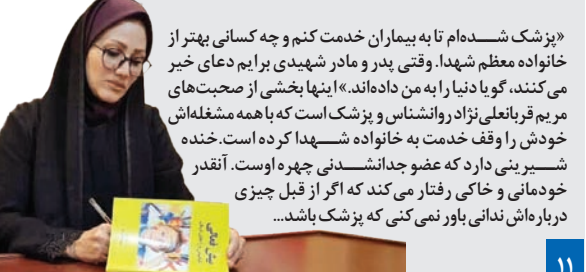 «پزشک شده‌ام تا به بیماران خدمت کنم و چه کسانی بهتر از
خانواده معظم شهدا. وقتی پدر و مادر شهیدی برایم دعای خیر
می‌کنند، گویا دنیا را به من داده‌اند.» اینها بخشی از صحبت‌های
مریم قربانعلی‌نژاد روانشناس و پزشک است که با همه مشغله‌اش
خودش را وقف خدمت به خانواده شهدا کرده است. خنده
شیرینی دارد که عضو جدانشدنی چهره اوست. آنقدر
خودمانی و خاکی رفتار می‌کند که اگر از قبل چیزی
درباره‌اش ندانی باور نمی‌کنی که پزشک باشد...
بیش فعالی
۱۱